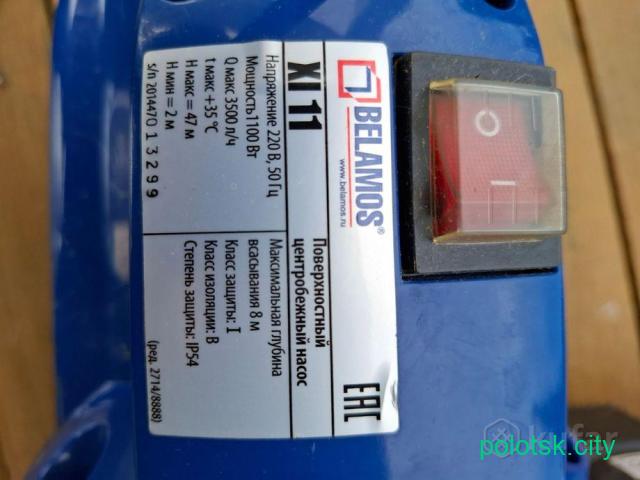 BELAMOS®
www.belamos.ru
XI 11
Поверхностный
центробежный насос
Напряжение 220 В, 50 Гц
Мощность 1100 Вт
Q макс 3500 л/ч
t макс +35 °C
H макс = 47 м
H мин = 2 м
s/n 2014470 1 3 2 9 9
Максимальная глубина
всасывания 8 м
Класс защиты: I
Класс изоляции: B
Степень защиты: IP54
(ред. 2714/8888)
EAC
kufar
polotsk.city